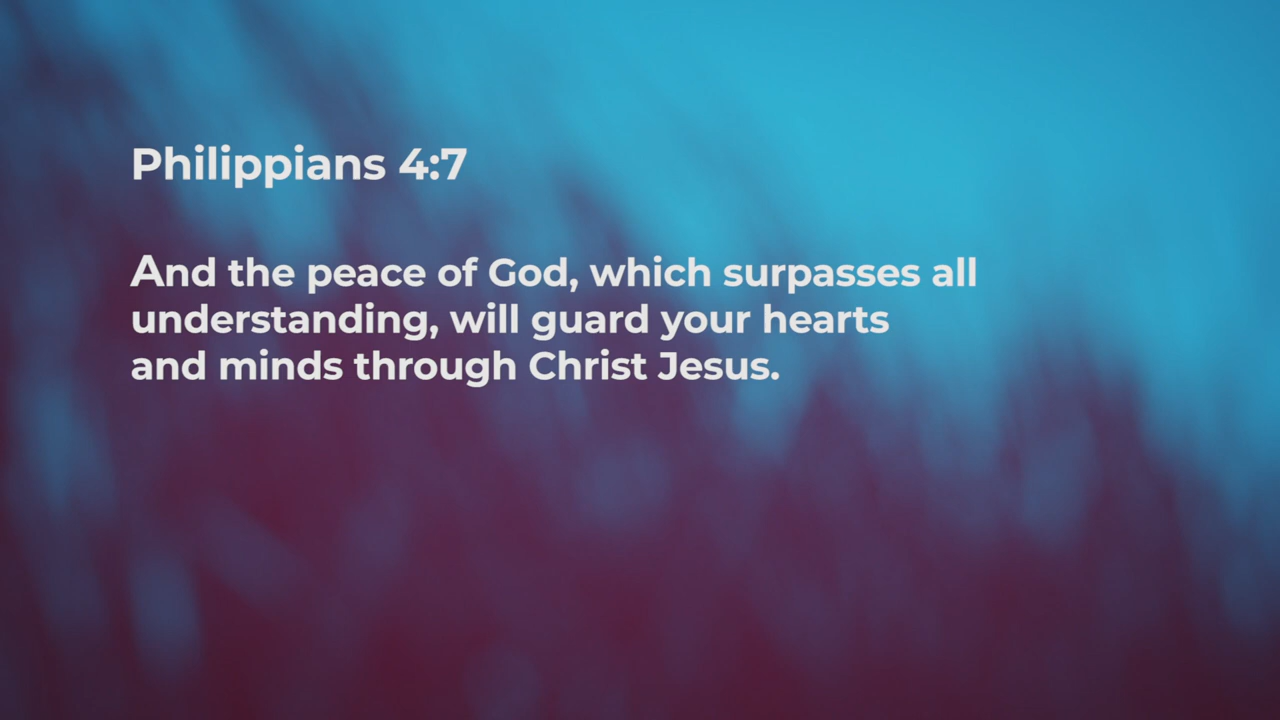 Philippians 4:7
And the peace of God, which surpasses all
understanding, will guard your hearts
and minds through Christ Jesus.